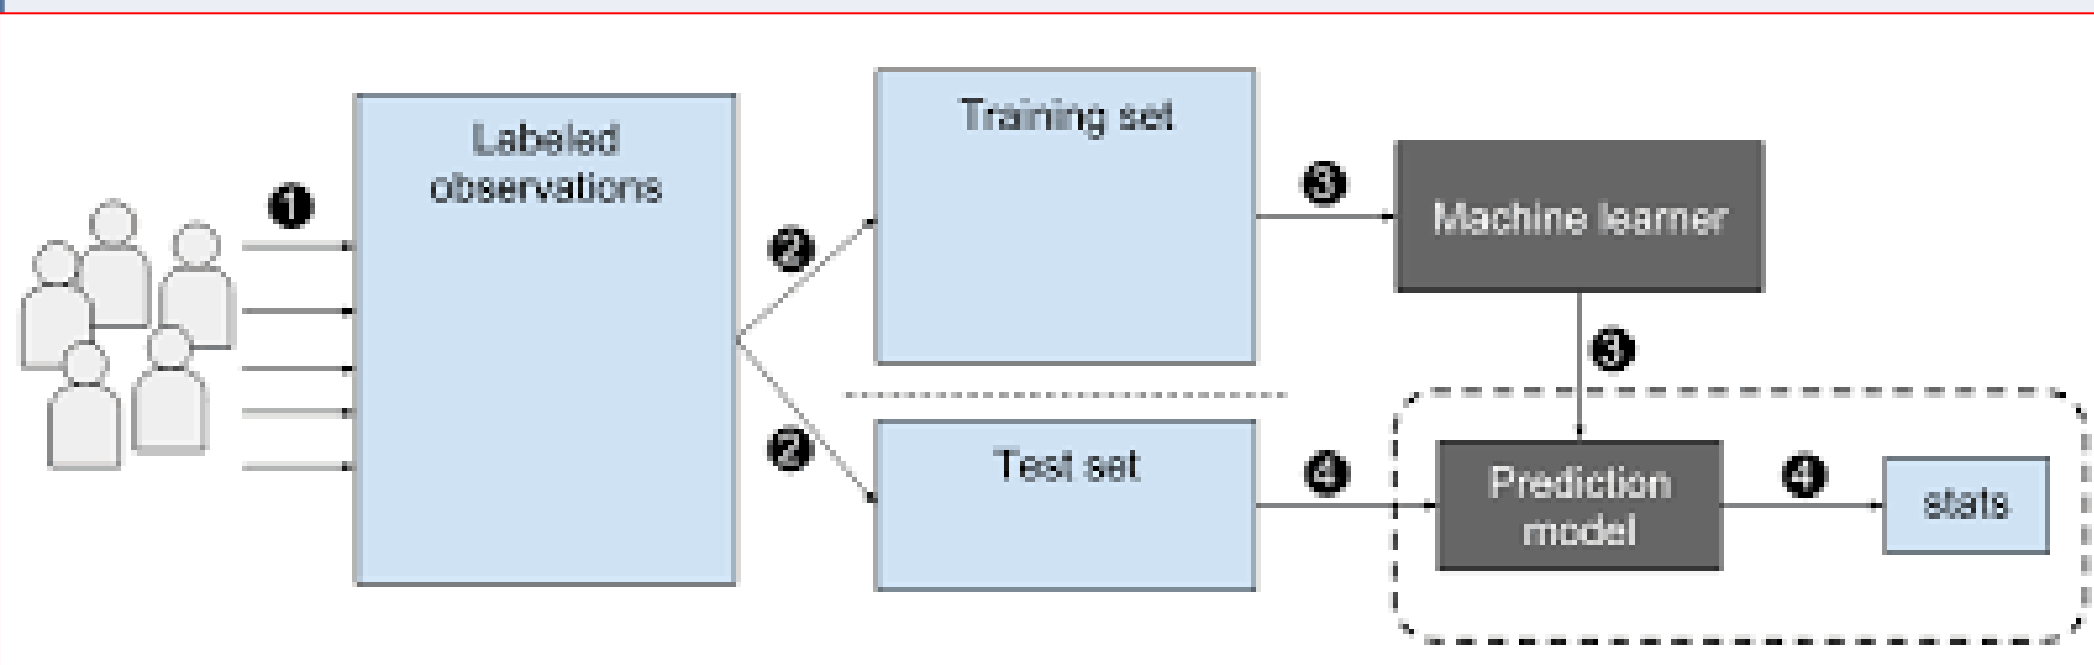 1
Labeled
observations
2
2
Training set
Test set
3
Machine learner
3
4
Prediction
model
4
stats